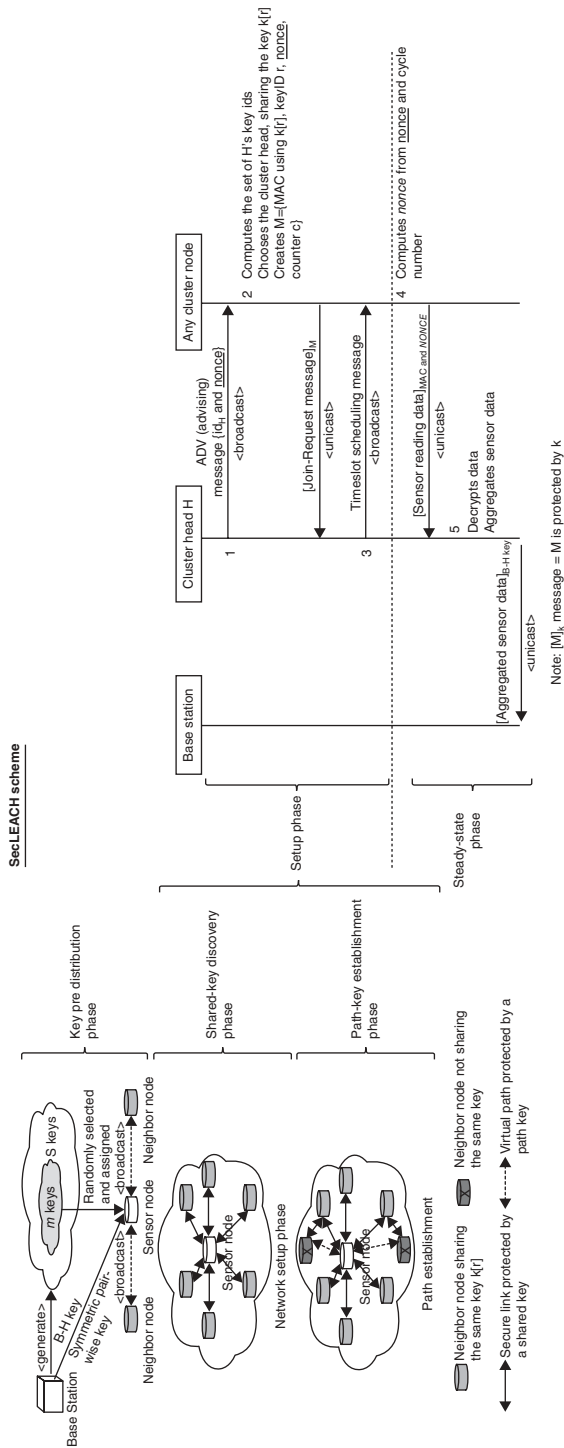 SecLEACH scheme
<generate>
S keys
m keys
B-H key
Symmetric pair-
wise key
Randomly selected
and assigned
<broadcast>
<broadcast>
Base Station
Neighbor node
Sensor node
Neighbor node
Key pre distribution
phase
Sensor node
Network setup phase
Shared-key discovery
phase
Sensor node
Path establishment
Path-key establishment
phase
Neighbor node sharing
the same key k[r]
Neighbor node not sharing
the same key
Secure link protected by
a shared key
Virtual path protected by a
path key
Setup phase
Steady-state
phase
Base station
Cluster head H
Any cluster node
1
ADV (advising)
message {idH and nonce}
<broadcast>
2
Computes the set of H's key ids
Chooses the cluster head, sharing the key k[r]
Creates M={MAC using k[r], keyID r, nonce,
counter c}
[Join-Request message]M
<unicast>
3
Timeslot scheduling message
<broadcast>
4
Computes nonce from nonce and cycle
number
[Sensor reading data]MAC and NONCE
<unicast>
5
Decrypts data
Aggregates sensor data
[Aggregated sensor data]B-H key
<unicast>
Note: [M]k message = M is protected by k